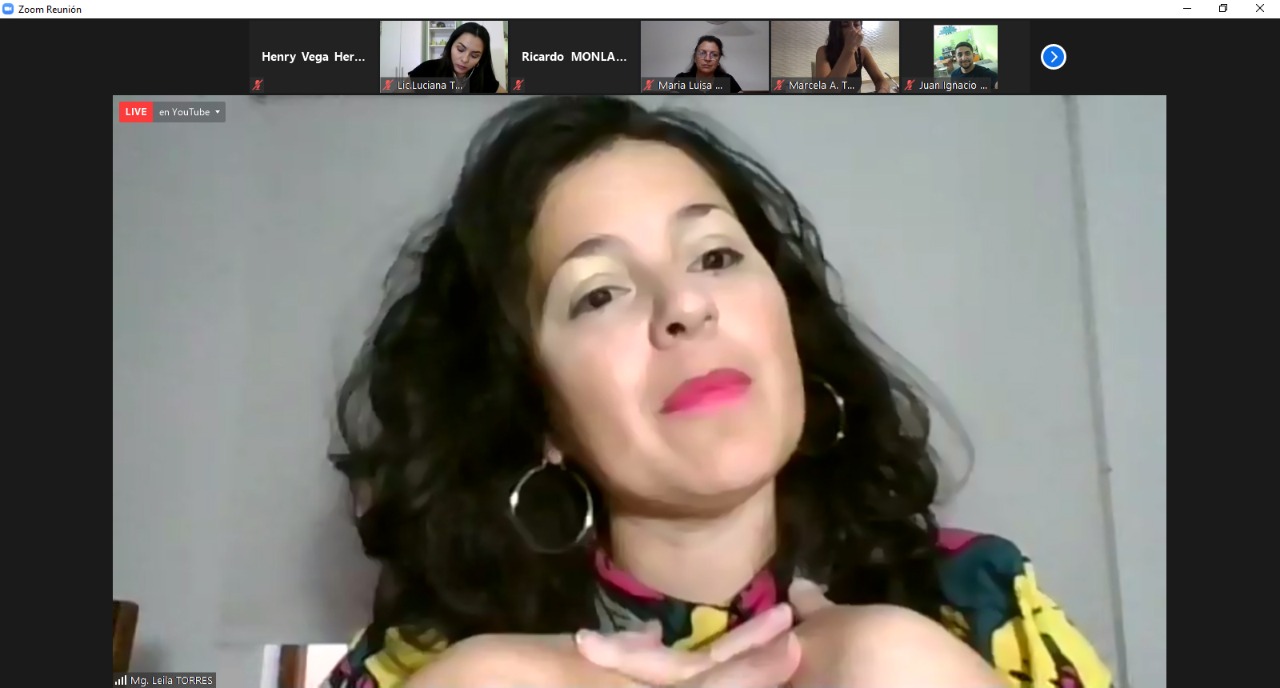 Zoom Reunión
Henry Vega Her...
Ricardo MONLA...
Lic.Luciana T...
Maria Luisa ...
Marcela A. T...
Juan Ignacio ...
LIVE en YouTube
Mg. Leila TORRES